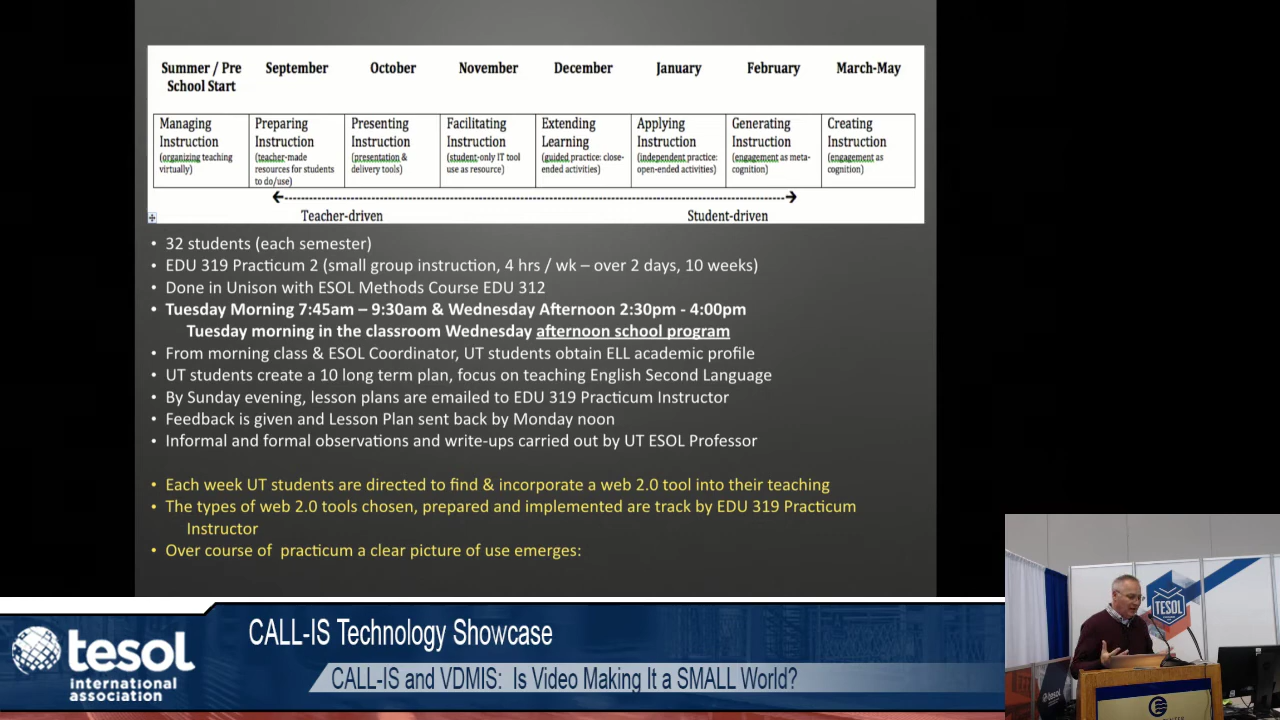 Summer / Pre School Start
September
October
November
December
January
February
March-May
Managing Instruction (organizing teaching virtually)
Preparing Instruction (teacher-made resources for students to do/use)
Presenting Instruction (presentation & delivery tools)
Facilitating Instruction (student-only IT tool use as resource)
Extending Learning (guided practice: close-ended activities)
Applying Instruction (independent practice: open-ended activities)
Generating Instruction (engagement as meta-cognition)
Creating Instruction (engagement as cognition)
Teacher-driven
Student-driven
• 32 students (each semester)
• EDU 319 Practicum 2 (small group instruction, 4 hrs / wk – over 2 days, 10 weeks)
• Done in Unison with ESOL Methods Course EDU 312
• Tuesday Morning 7:45am – 9:30am & Wednesday Afternoon 2:30pm - 4:00pm
Tuesday morning in the classroom Wednesday afternoon school program
• From morning class & ESOL Coordinator, UT students obtain ELL academic profile
• UT students create a 10 long term plan, focus on teaching English Second Language
• By Sunday evening, lesson plans are emailed to EDU 319 Practicum Instructor
• Feedback is given and Lesson Plan sent back by Monday noon
• Informal and formal observations and write-ups carried out by UT ESOL Professor
• Each week UT students are directed to find & incorporate a web 2.0 tool into their teaching
• The types of web 2.0 tools chosen, prepared and implemented are track by EDU 319 Practicum
Instructor
• Over course of practicum a clear picture of use emerges:
tesol
international
association
CALL-IS Technology Showcase
CALL-IS and VDMIS: Is Video Making It a SMALL World?
TESOL